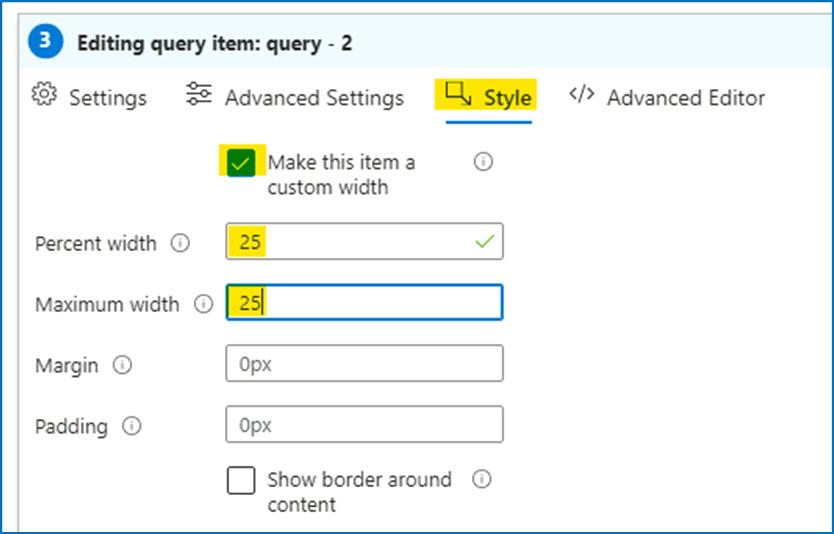 3 Editing query item: query - 2
Settings Advanced Settings Style </> Advanced Editor
Make this item a
custom width
Percent width 25
Maximum width 25
Margin 0px
Padding 0px
Show border around
content